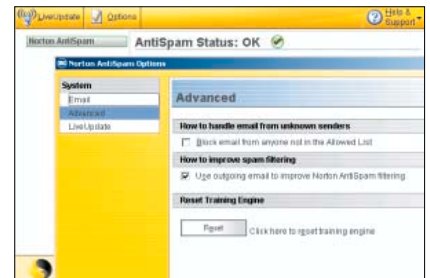 LiveUpdate Options Help & Support
Norton AntiSpam AntiSpam Status: OK
Norton AntiSpam Options
System
Email
Advanced
LiveUpdate
Advanced
How to handle email from unknown senders
Block email from anyone not in the Allowed List
How to improve spam filtering
Use outgoing email to improve Norton AntiSpam filtering
Reset Training Engine
Reset Click here to reset training engine